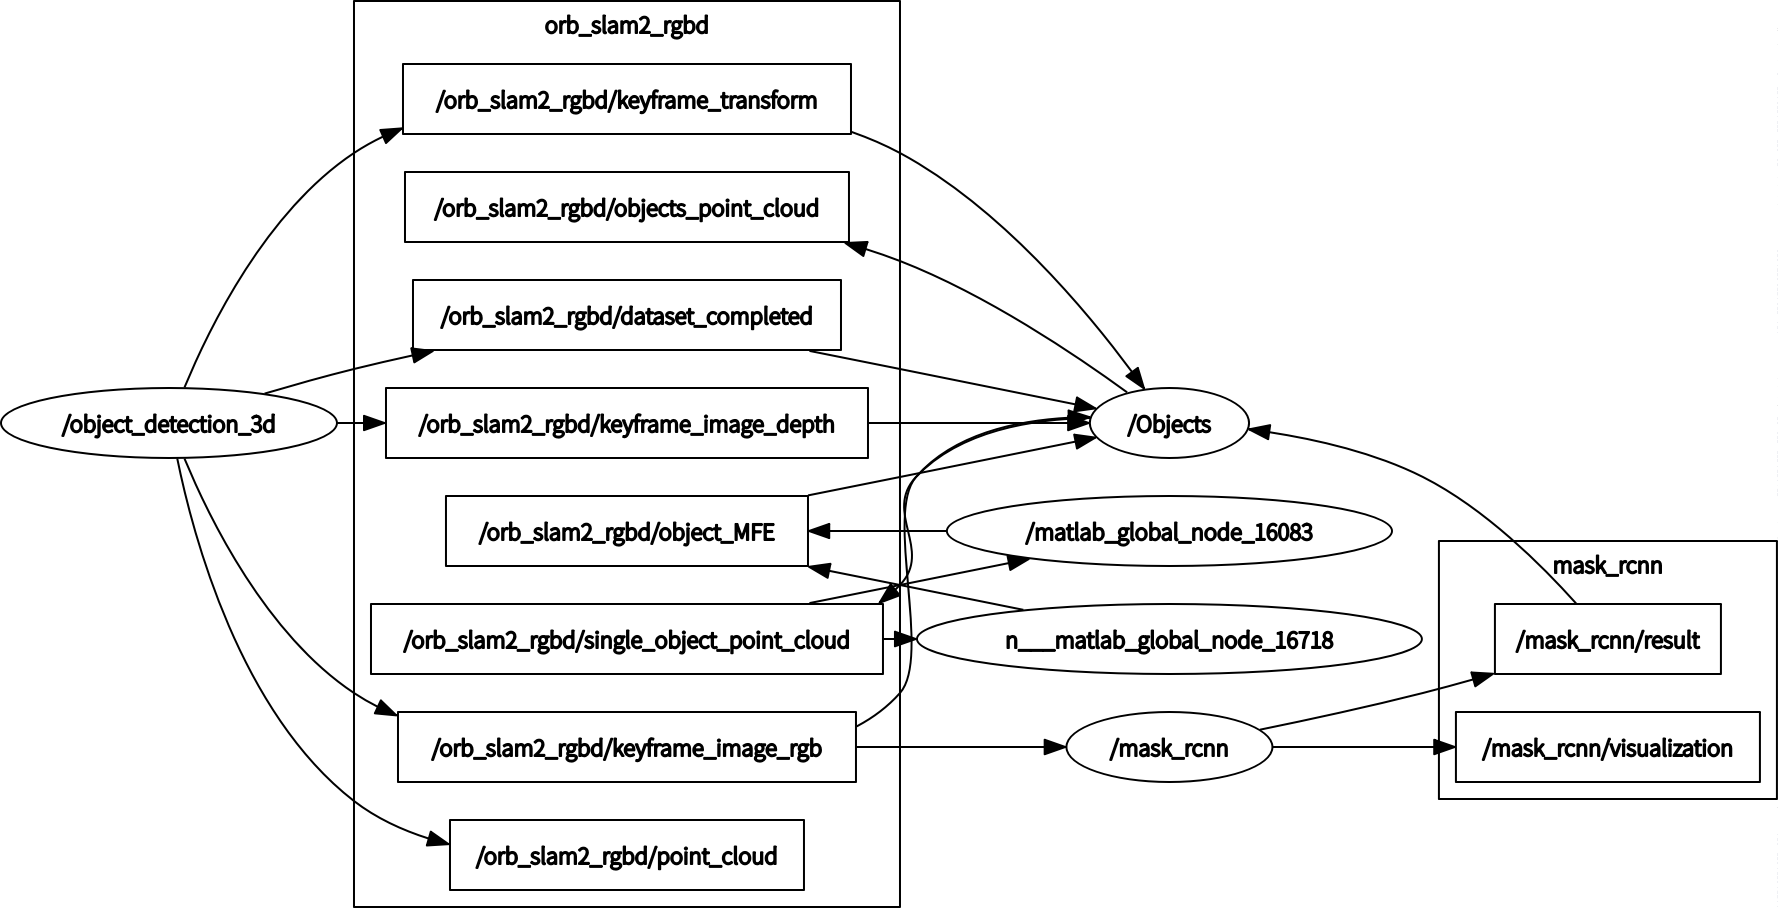 orb_slam2_rgbd
/orb_slam2_rgbd/keyframe_transform
/orb_slam2_rgbd/objects_point_cloud
/orb_slam2_rgbd/dataset_completed
/object_detection_3d
/orb_slam2_rgbd/keyframe_image_depth
/Objects
/orb_slam2_rgbd/object_MFE
/matlab_global_node_16083
mask_rcnn
/orb_slam2_rgbd/single_object_point_cloud
n___matlab_global_node_16718
/mask_rcnn/result
/orb_slam2_rgbd/keyframe_image_rgb
/mask_rcnn
/mask_rcnn/visualization
/orb_slam2_rgbd/point_cloud